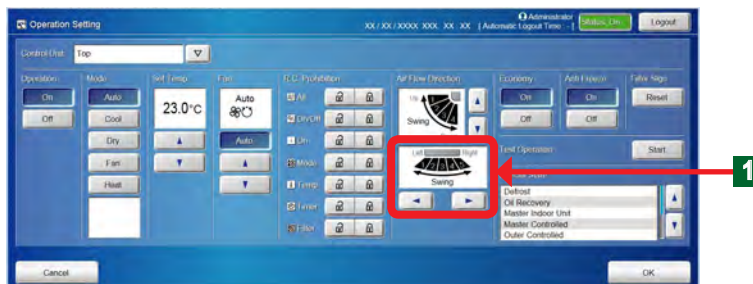 Operation Setting
XX / XX / XXXX XXX, XX : XX | Automatic Logout Time : - |
Administrator
Logout
Control Unit
Top
Operation
Mode
Set Temp.
Fan
R.C. Prohibition
Air Flow Direction
Economy
Anti Freeze
Filter Sign
On
Off
Auto
Cool
Dry
Fan
Heat
23.0°C
Auto
Auto
All
On/Off
On
Mode
Temp.
Timer
Filter
Up
Swing
Left
Right
Swing
On
Off
On
Off
Reset
Test Operation
Start
Defrost
Oil Recovery
Master Indoor Unit
Master Controlled
Outer Controlled
1
Cancel
OK